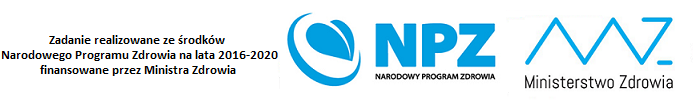 Zadanie realizowane ze środków
Narodowego Programu Zdrowia na lata 2016-2020
finansowane przez Ministra Zdrowia
NPZ
NARODOWY PROGRAM ZDROWIA
MZ
Ministerstwo Zdrowia